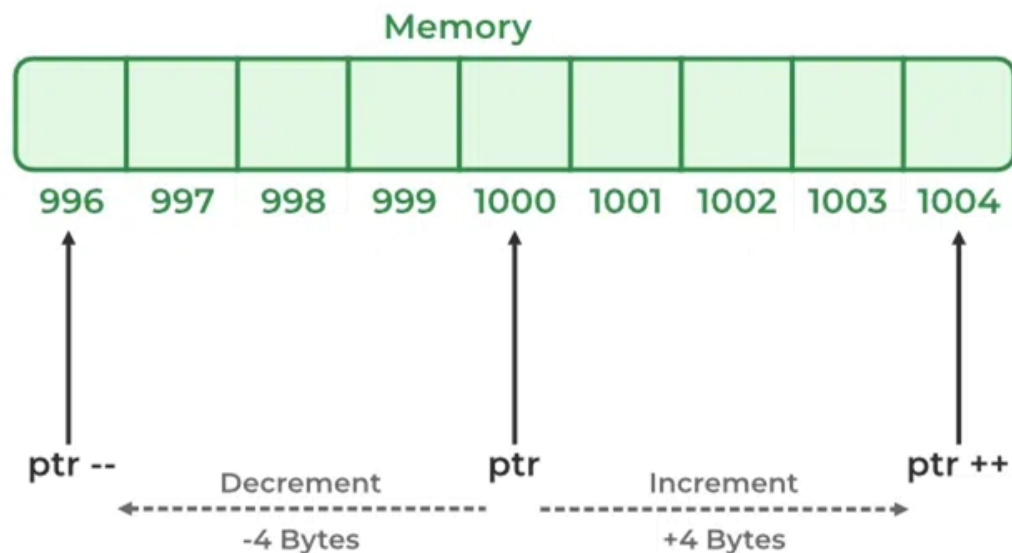 Memory
996 997 998 999 1000 1001 1002 1003 1004
ptr -- ptr ptr ++
Decrement Increment
-4 Bytes +4 Bytes